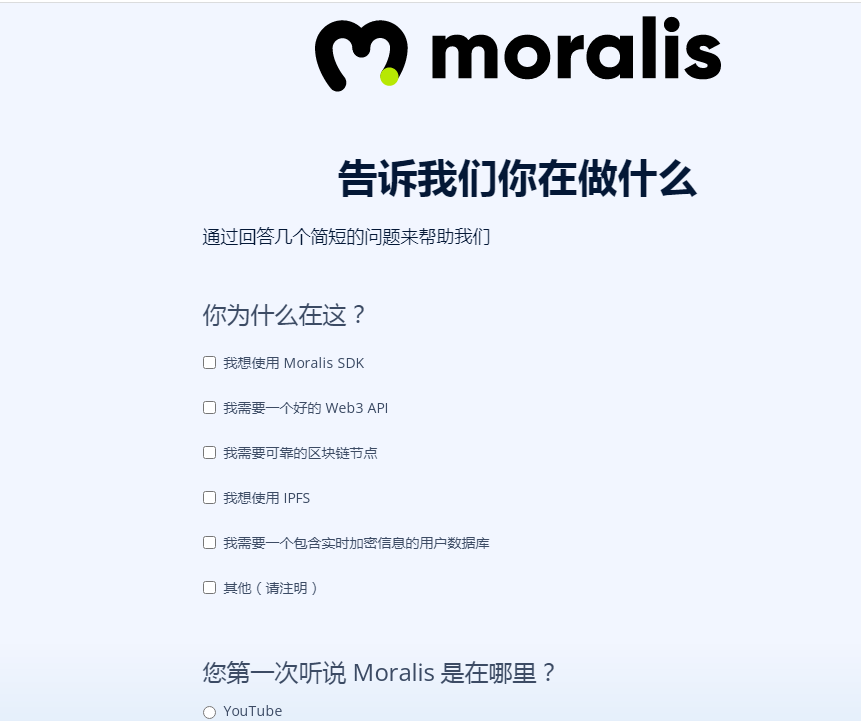 moralis
告诉我们你在做什么
通过回答几个简短的问题来帮助我们
你为什么在这？
我想使用 Moralis SDK
我需要一个好的 Web3 API
我需要可靠的区块链节点
我想使用 IPFS
我需要一个包含实时加密信息的用户数据库
其他（请注明）
您第一次听说 Moralis 是在哪里？
YouTube